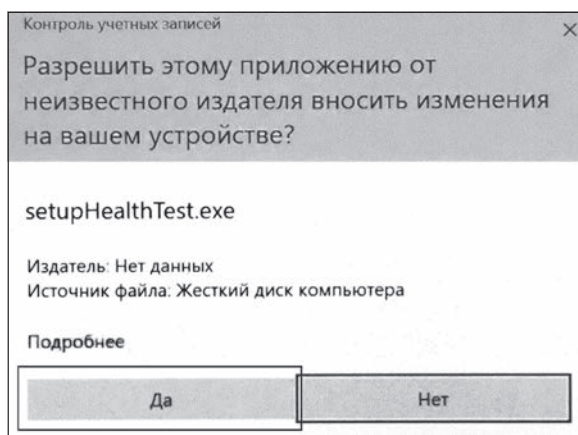 Контроль учетных записей
Разрешить этому приложению от
неизвестного издателя вносить изменения
на вашем устройстве?
setupHealthTest.exe
Издатель: Нет данных
Источник файла: Жесткий диск компьютера
Подробнее
Да
Нет